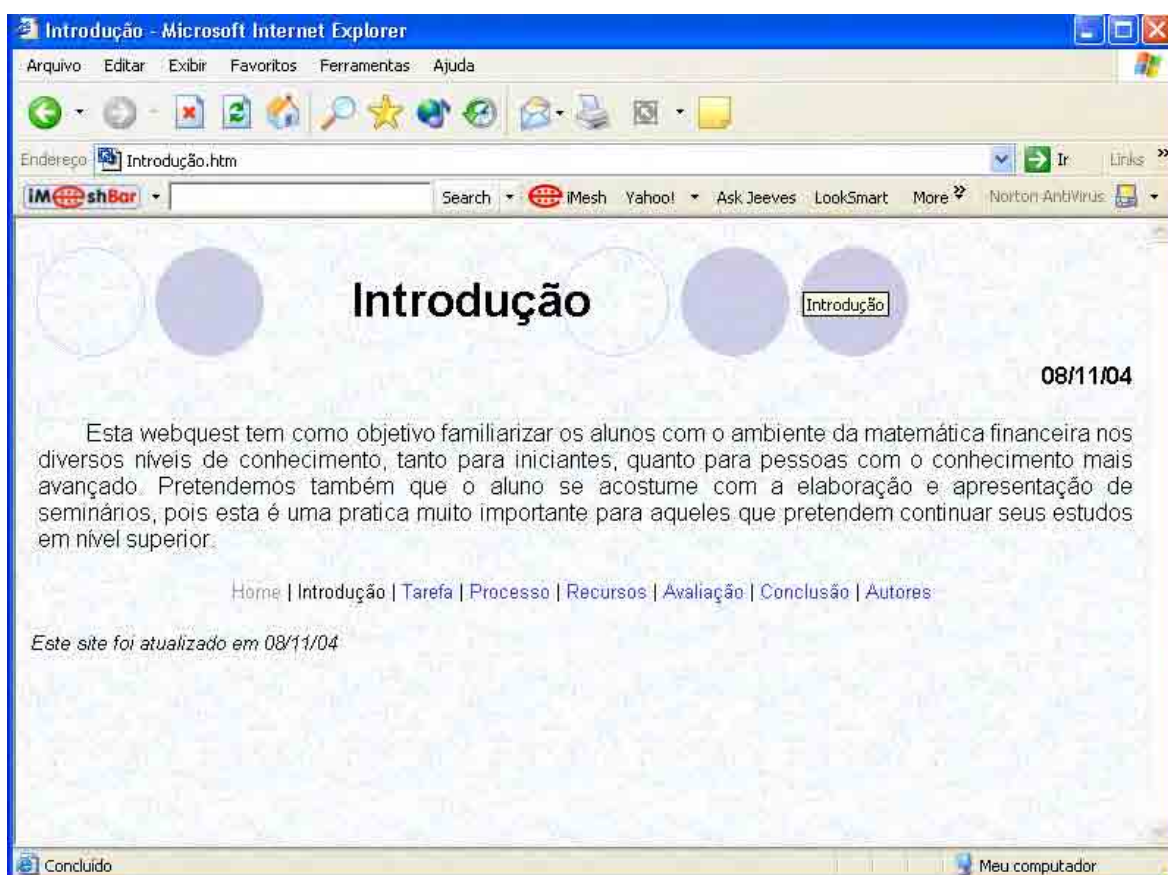 Introdução - Microsoft Internet Explorer
Arquivo Editar Exibir Favoritos Ferramentas Ajuda
Endereço Introdução.htm Ir Links »
iMeshBar Search iMesh Yahoo! Ask Jeeves LookSmart More » Norton AntiVirus
Introdução
Introdução
08/11/04
Esta webquest tem como objetivo familiarizar os alunos com o ambiente da matemática financeira nos
diversos níveis de conhecimento, tanto para iniciantes, quanto para pessoas com o conhecimento mais
avançado. Pretendemos também que o aluno se acostume com a elaboração e apresentação de
seminários, pois esta é uma pratica muito importante para aqueles que pretendem continuar seus estudos
em nível superior.
Home | Introdução | Tarefa | Processo | Recursos | Avaliação | Conclusão | Autores
Este site foi atualizado em 08/11/04
Concluído Meu computador